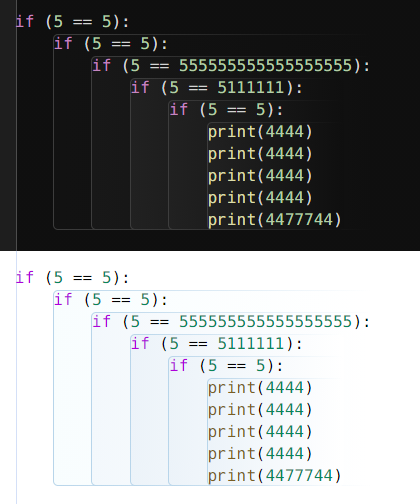 if (5 == 5):
if (5 == 5):
if (5 == 555555555555555555):
if (5 == 5111111):
if (5 == 5):
print(4444)
print(4444)
print(4444)
print(4444)
print(4477744)
if (5 == 5):
if (5 == 5):
if (5 == 555555555555555555):
if (5 == 5111111):
if (5 == 5):
print(4444)
print(4444)
print(4444)
print(4444)
print(4477744)